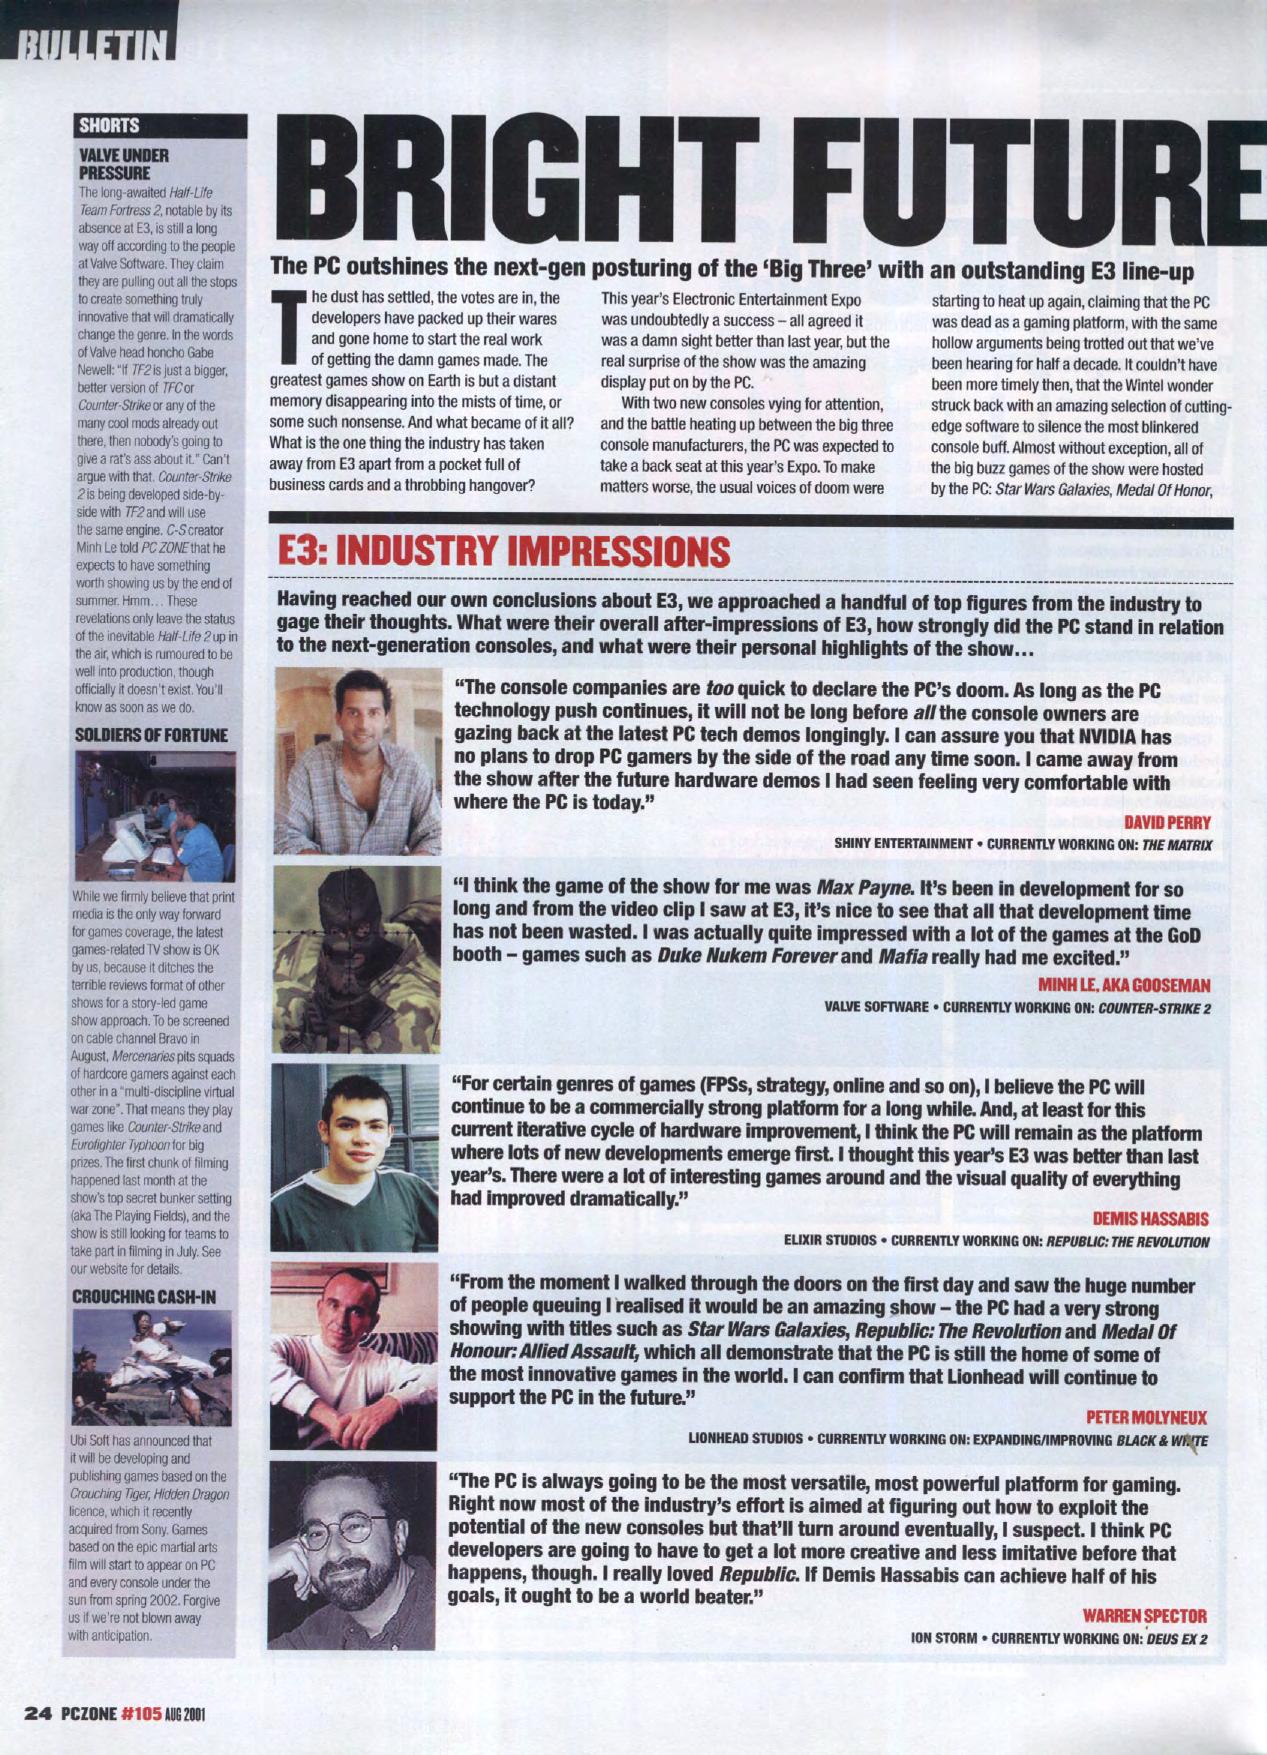 BULLETIN
SHORTS
VALVE UNDER
PRESSURE
The long-awaited Half-Life
Team Fortress 2, notable by its
absence at E3, is still a long
way off according to the people
at Valve Software. They claim
they are pulling out all the stops
to create something truly
innovative that will dramatically
change the genre. In the words
of Valve head honcho Gabe
Newell: "If TF2 is just a bigger,
better version of TFC or
Counter-Strike or any of the
many cool mods already out
there, then nobody's going to
give a rat's ass about it." Can't
argue with that. Counter-Strike
2 is being developed side-by-
side with TF2 and will use
the same engine. C-S creator
Minh Le told PC ZONE that he
expects to have something
worth showing us by the end of
summer. Hmm... These
revelations only leave the status
of the inevitable Half-Life 2 up in
the air, which is rumoured to be
well into production, though
officially it doesn't exist. You'll
know as soon as we do.
SOLDIERS OF FORTUNE
While we firmly believe that print
media is the only way forward
for games coverage, the latest
games-related TV show is OK
by us, because it ditches the
terrible reviews format of other
shows for a story-led game
show approach. To be screened
on cable channel Bravo in
August, Mercenaries pits squads
of hardcore gamers against each
other in a "multi-discipline virtual
war zone". That means they play
games like Counter-Strike and
Eurofighter Typhoon for big
prizes. The first chunk of filming
happened last month at the
show's top secret bunker setting
(aka The Playing Fields), and the
show is still looking for teams to
take part in filming in July. See
our website for details.
CROUCHING CASH-IN
Ubi Soft has announced that
it will be developing and
publishing games based on the
Crouching Tiger, Hidden Dragon
licence, which it recently
acquired from Sony. Games
based on the epic martial arts
film will start to appear on PC
and every console under the
sun from spring 2002. Forgive
us if we're not blown away
with anticipation.
BRIGHT FUTURE
The PC outshines the next-gen posturing of the 'Big Three' with an outstanding E3 line-up
The dust has settled, the votes are in, the
developers have packed up their wares
and gone home to start the real work
of getting the damn games made. The
greatest games show on Earth is but a distant
memory disappearing into the mists of time, or
some such nonsense. And what became of it all?
What is the one thing the industry has taken
away from E3 apart from a pocket full of
business cards and a throbbing hangover?
This year's Electronic Entertainment Expo
was undoubtedly a success – all agreed it
was a damn sight better than last year, but the
real surprise of the show was the amazing
display put on by the PC.
With two new consoles vying for attention,
and the battle heating up between the big three
console manufacturers, the PC was expected to
take a back seat at this year's Expo. To make
matters worse, the usual voices of doom were
starting to heat up again, claiming that the PC
was dead as a gaming platform, with the same
hollow arguments being trotted out that we've
been hearing for half a decade. It couldn't have
been more timely then, that the Wintel wonder
struck back with an amazing selection of cutting-
edge software to silence the most blinkered
console buff. Almost without exception, all of
the big buzz games of the show were hosted
by the PC: Star Wars Galaxies, Medal Of Honor,
E3: INDUSTRY IMPRESSIONS
Having reached our own conclusions about E3, we approached a handful of top figures from the industry to
gage their thoughts. What were their overall after-impressions of E3, how strongly did the PC stand in relation
to the next-generation consoles, and what were their personal highlights of the show...
"The console companies are too quick to declare the PC's doom. As long as the PC
technology push continues, it will not be long before all the console owners are
gazing back at the latest PC tech demos longingly. I can assure you that NVIDIA has
no plans to drop PC gamers by the side of the road any time soon. I came away from
the show after the future hardware demos I had seen feeling very comfortable with
where the PC is today."
DAVID PERRY
SHINY ENTERTAINMENT • CURRENTLY WORKING ON: THE MATRIX
"I think the game of the show for me was Max Payne. It's been in development for so
long and from the video clip I saw at E3, it's nice to see that all that development time
has not been wasted. I was actually quite impressed with a lot of the games at the GoD
booth – games such as Duke Nukem Forever and Mafia really had me excited."
MINH LE, AKA GOOSEMAN
VALVE SOFTWARE • CURRENTLY WORKING ON: COUNTER-STRIKE 2
"For certain genres of games (FPSs, strategy, online and so on), I believe the PC will
continue to be a commercially strong platform for a long while. And, at least for this
current iterative cycle of hardware improvement, I think the PC will remain as the platform
where lots of new developments emerge first. I thought this year's E3 was better than last
year's. There were a lot of interesting games around and the visual quality of everything
had improved dramatically."
DEMIS HASSABIS
ELIXIR STUDIOS • CURRENTLY WORKING ON: REPUBLIC: THE REVOLUTION
"From the moment I walked through the doors on the first day and saw the huge number
of people queuing I realised it would be an amazing show – the PC had a very strong
showing with titles such as Star Wars Galaxies, Republic: The Revolution and Medal Of
Honour: Allied Assault, which all demonstrate that the PC is still the home of some of
the most innovative games in the world. I can confirm that Lionhead will continue to
support the PC in the future."
PETER MOLYNEUX
LIONHEAD STUDIOS • CURRENTLY WORKING ON: EXPANDING/IMPROVING BLACK & WHITE
"The PC is always going to be the most versatile, most powerful platform for gaming.
Right now most of the industry's effort is aimed at figuring out how to exploit the
potential of the new consoles but that'll turn around eventually, I suspect. I think PC
developers are going to have to get a lot more creative and less imitative before that
happens, though. I really loved Republic. If Demis Hassabis can achieve half of his
goals, it ought to be a world beater."
WARREN SPECTOR
ION STORM • CURRENTLY WORKING ON: DEUS EX 2
24 PCZONE #105 AUG 2001